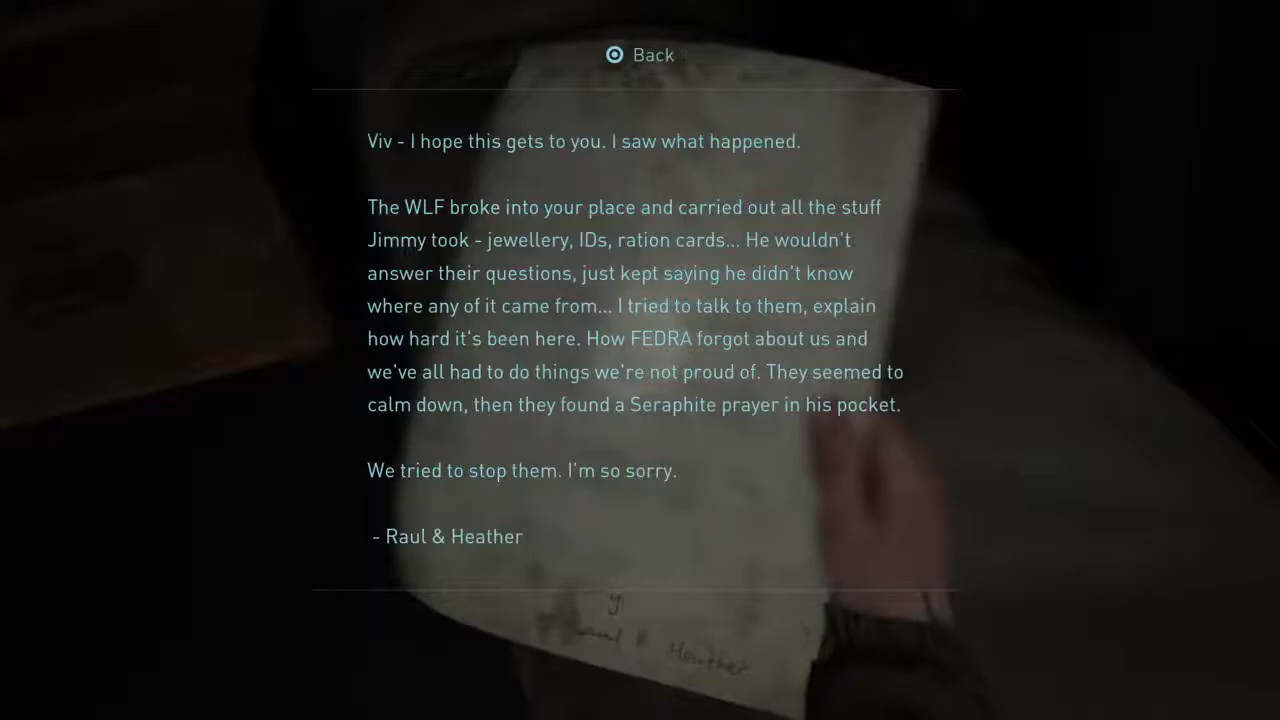 Back
Viv - I hope this gets to you. I saw what happened.
The WLF broke into your place and carried out all the stuff
Jimmy took - jewellery, IDs, ration cards... He wouldn't
answer their questions, just kept saying he didn't know
where any of it came from... I tried to talk to them, explain
how hard it's been here. How FEDRA forgot about us and
we've all had to do things we're not proud of. They seemed to
calm down, then they found a Seraphite prayer in his pocket.
We tried to stop them. I'm so sorry.
- Raul & Heather
Heather